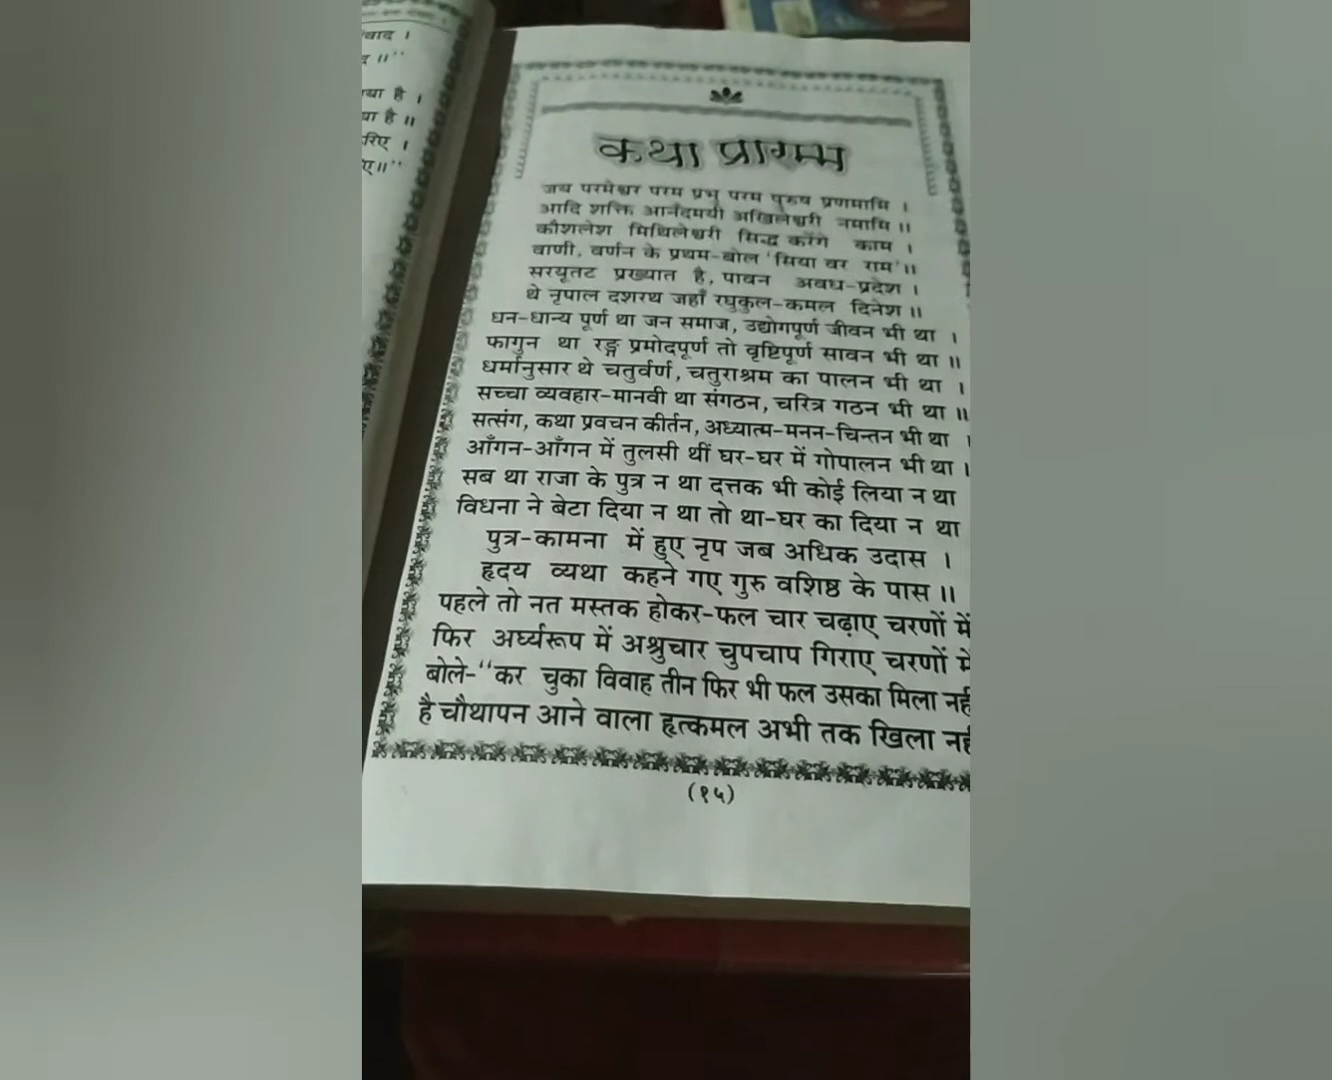 वाद ।
द ॥''
या है ।
या है ॥
रिए ।
ए॥''
कथा प्रारम्भ
जय परमेश्वर परम प्रभु परम पुरुष प्रणमामि ।
आदि शक्ति आनंदमयी अखिलेश्वरी नमामि ॥
कौशलेश मिथिलेश्वरी सिद्ध करेंगे काम ।
वाणी, वर्णन के प्रथम-बोल 'सिया वर राम'॥
सरयूतट प्रख्यात है, पावन अवध-प्रदेश ।
थे नृपाल दशरथ जहाँ रघुकुल-कमल दिनेश ॥
धन-धान्य पूर्ण था जन समाज, उद्योगपूर्ण जीवन भी था ।
फागुन था रङ्ग प्रमोदपूर्ण तो वृष्टिपूर्ण सावन भी था ॥
धर्मानुसार थे चतुर्वर्ण, चतुराश्रम का पालन भी था ।
सच्चा व्यवहार-मानवी था संगठन, चरित्र गठन भी था ॥
सत्संग, कथा प्रवचन कीर्तन, अध्यात्म-मनन-चिन्तन भी था ।
आँगन-आँगन में तुलसी थीं घर-घर में गोपालन भी था ।
सब था राजा के पुत्र न था दत्तक भी कोई लिया न था
विधना ने बेटा दिया न था तो था-घर का दिया न था
पुत्र-कामना में हुए नृप जब अधिक उदास ।
हृदय व्यथा कहने गए गुरु वशिष्ठ के पास ॥
पहले तो नत मस्तक होकर-फल चार चढ़ाए चरणों में
फिर अर्घ्यरूप में अश्रुचार चुपचाप गिराए चरणों में
बोले-''कर चुका विवाह तीन फिर भी फल उसका मिला नही
है चौथापन आने वाला हृत्कमल अभी तक खिला नही
(१५)